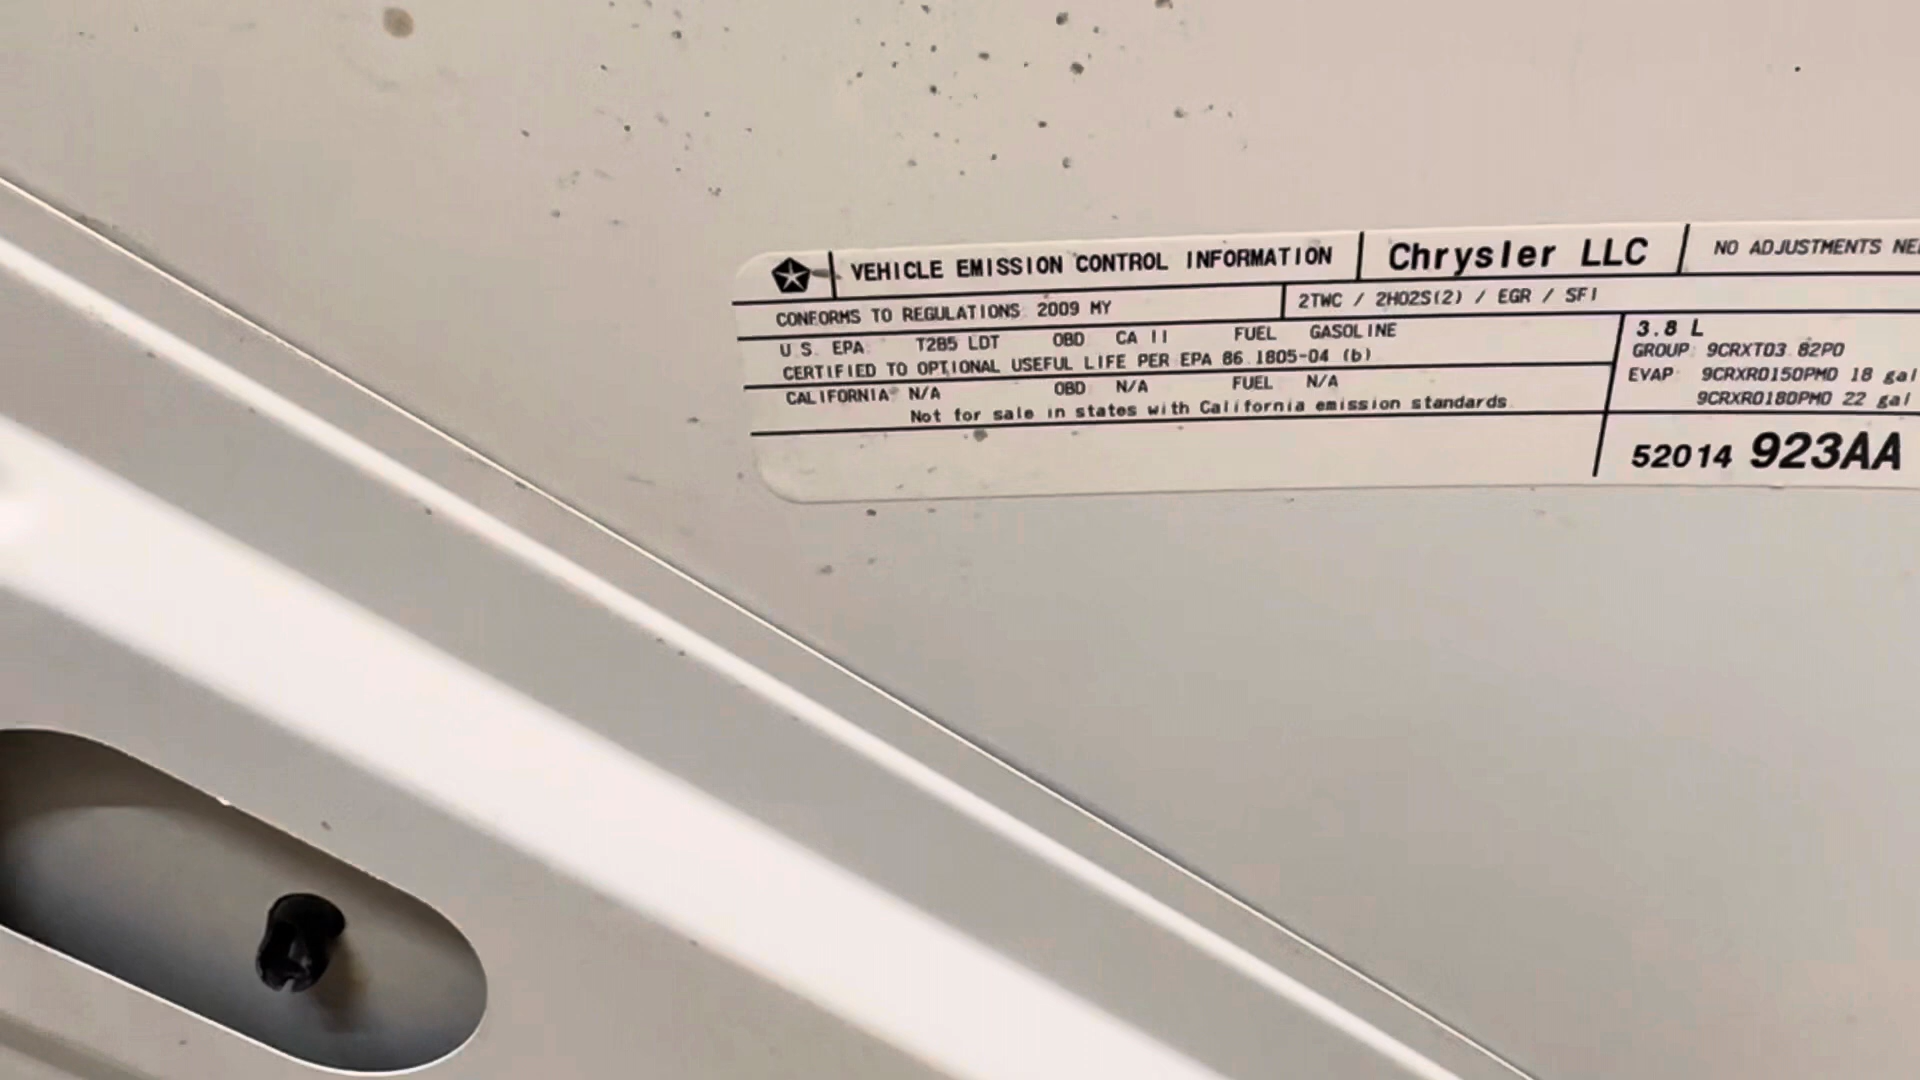 VEHICLE EMISSION CONTROL INFORMATION
Chrysler LLC
NO ADJUSTMENTS
CONFORMS TO REGULATIONS: 2009 MY
2TWC / 2HO2S(2) / EGR / SFI
U.S. EPA: T2B5 LDT OBD: CA II FUEL: GASOLINE
CERTIFIED TO OPTIONAL USEFUL LIFE PER EPA 86.1805-04 (b)
CALIFORNIA: N/A OBD: N/A FUEL: N/A
Not for sale in states with California emission standards.
3.8 L
GROUP: 9CRXT03.82P0
EVAP: 9CRXR0150PM0 18 gal
9CRXR0180PM0 22 gal
52014 923AA